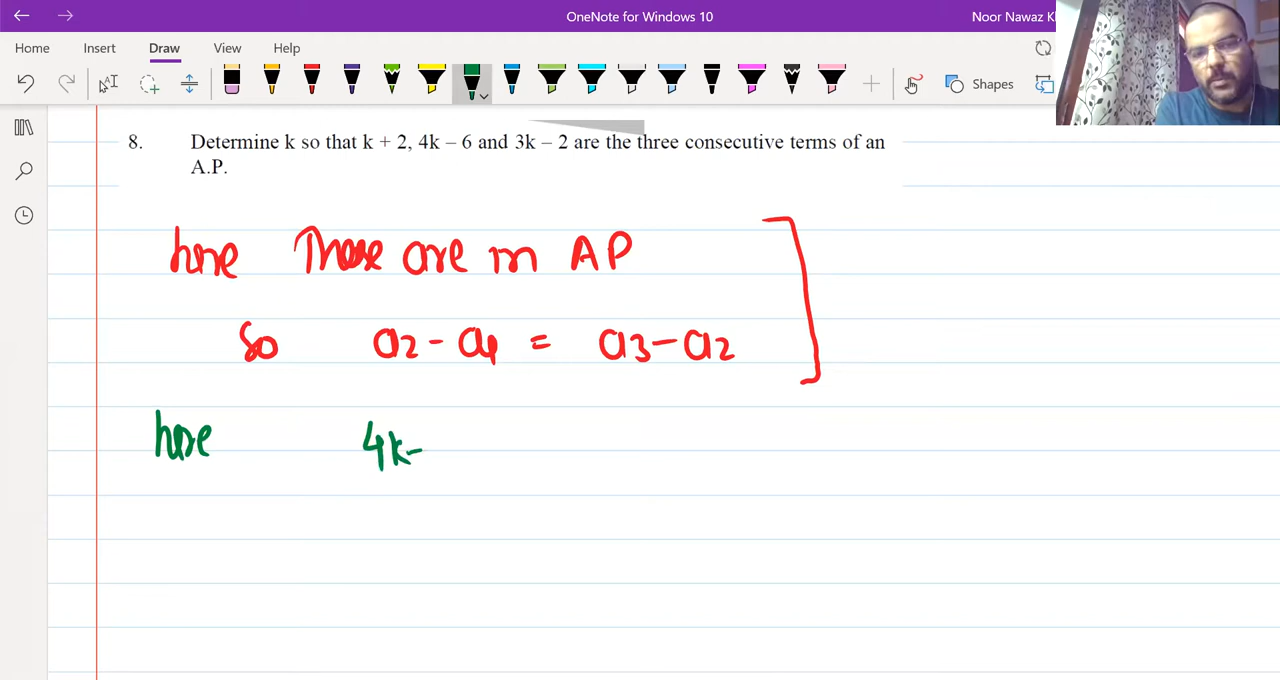 OneNote for Windows 10
Noor Nawaz Kh
Home Insert Draw View Help
Shapes
8. Determine k so that k + 2, 4k – 6 and 3k – 2 are the three consecutive terms of an
A.P.
here These are in AP
So a2 - a1 = a3 - a2
here 4k-